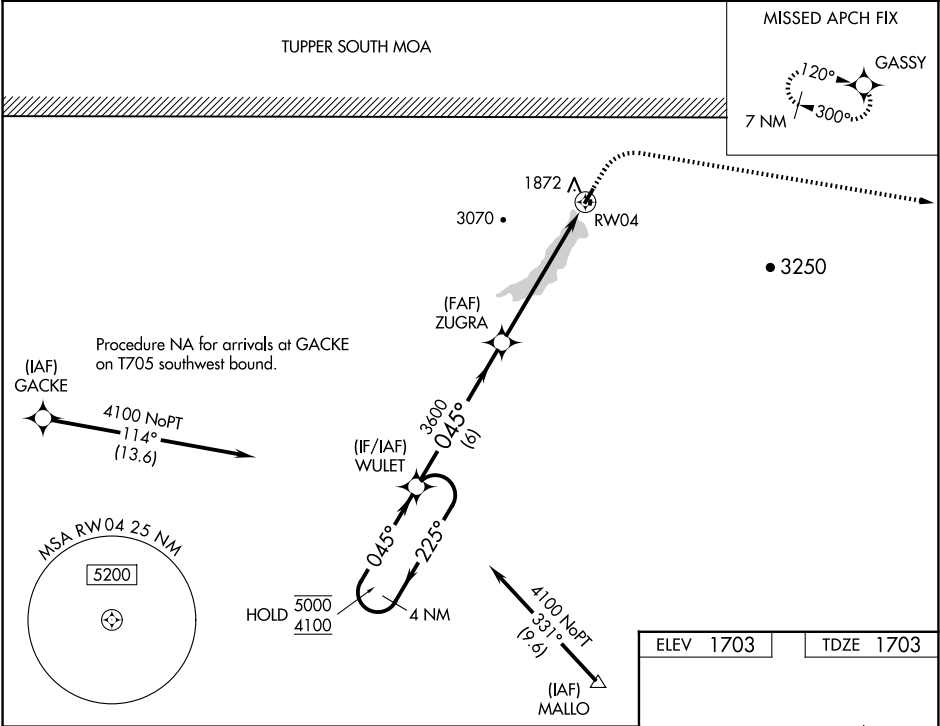 TUPPER SOUTH MOA
MISSED APCH FIX
GASSY
120°
300°
7 NM
1872
RW04
3070
3250
(FAF)
ZUGRA
Procedure NA for arrivals at GACKE
on T705 southwest bound.
(IAF)
GACKE
4100 NoPT
114°
(13.6)
3600
045°
(6)
(IF/IAF)
WULET
045°
225°
MSA RW04 25 NM
5200
HOLD
5000
4100
4 NM
4100 NoPT
331°
(9.6)
(IAF)
MALLO
ELEV 1703
TDZE 1703